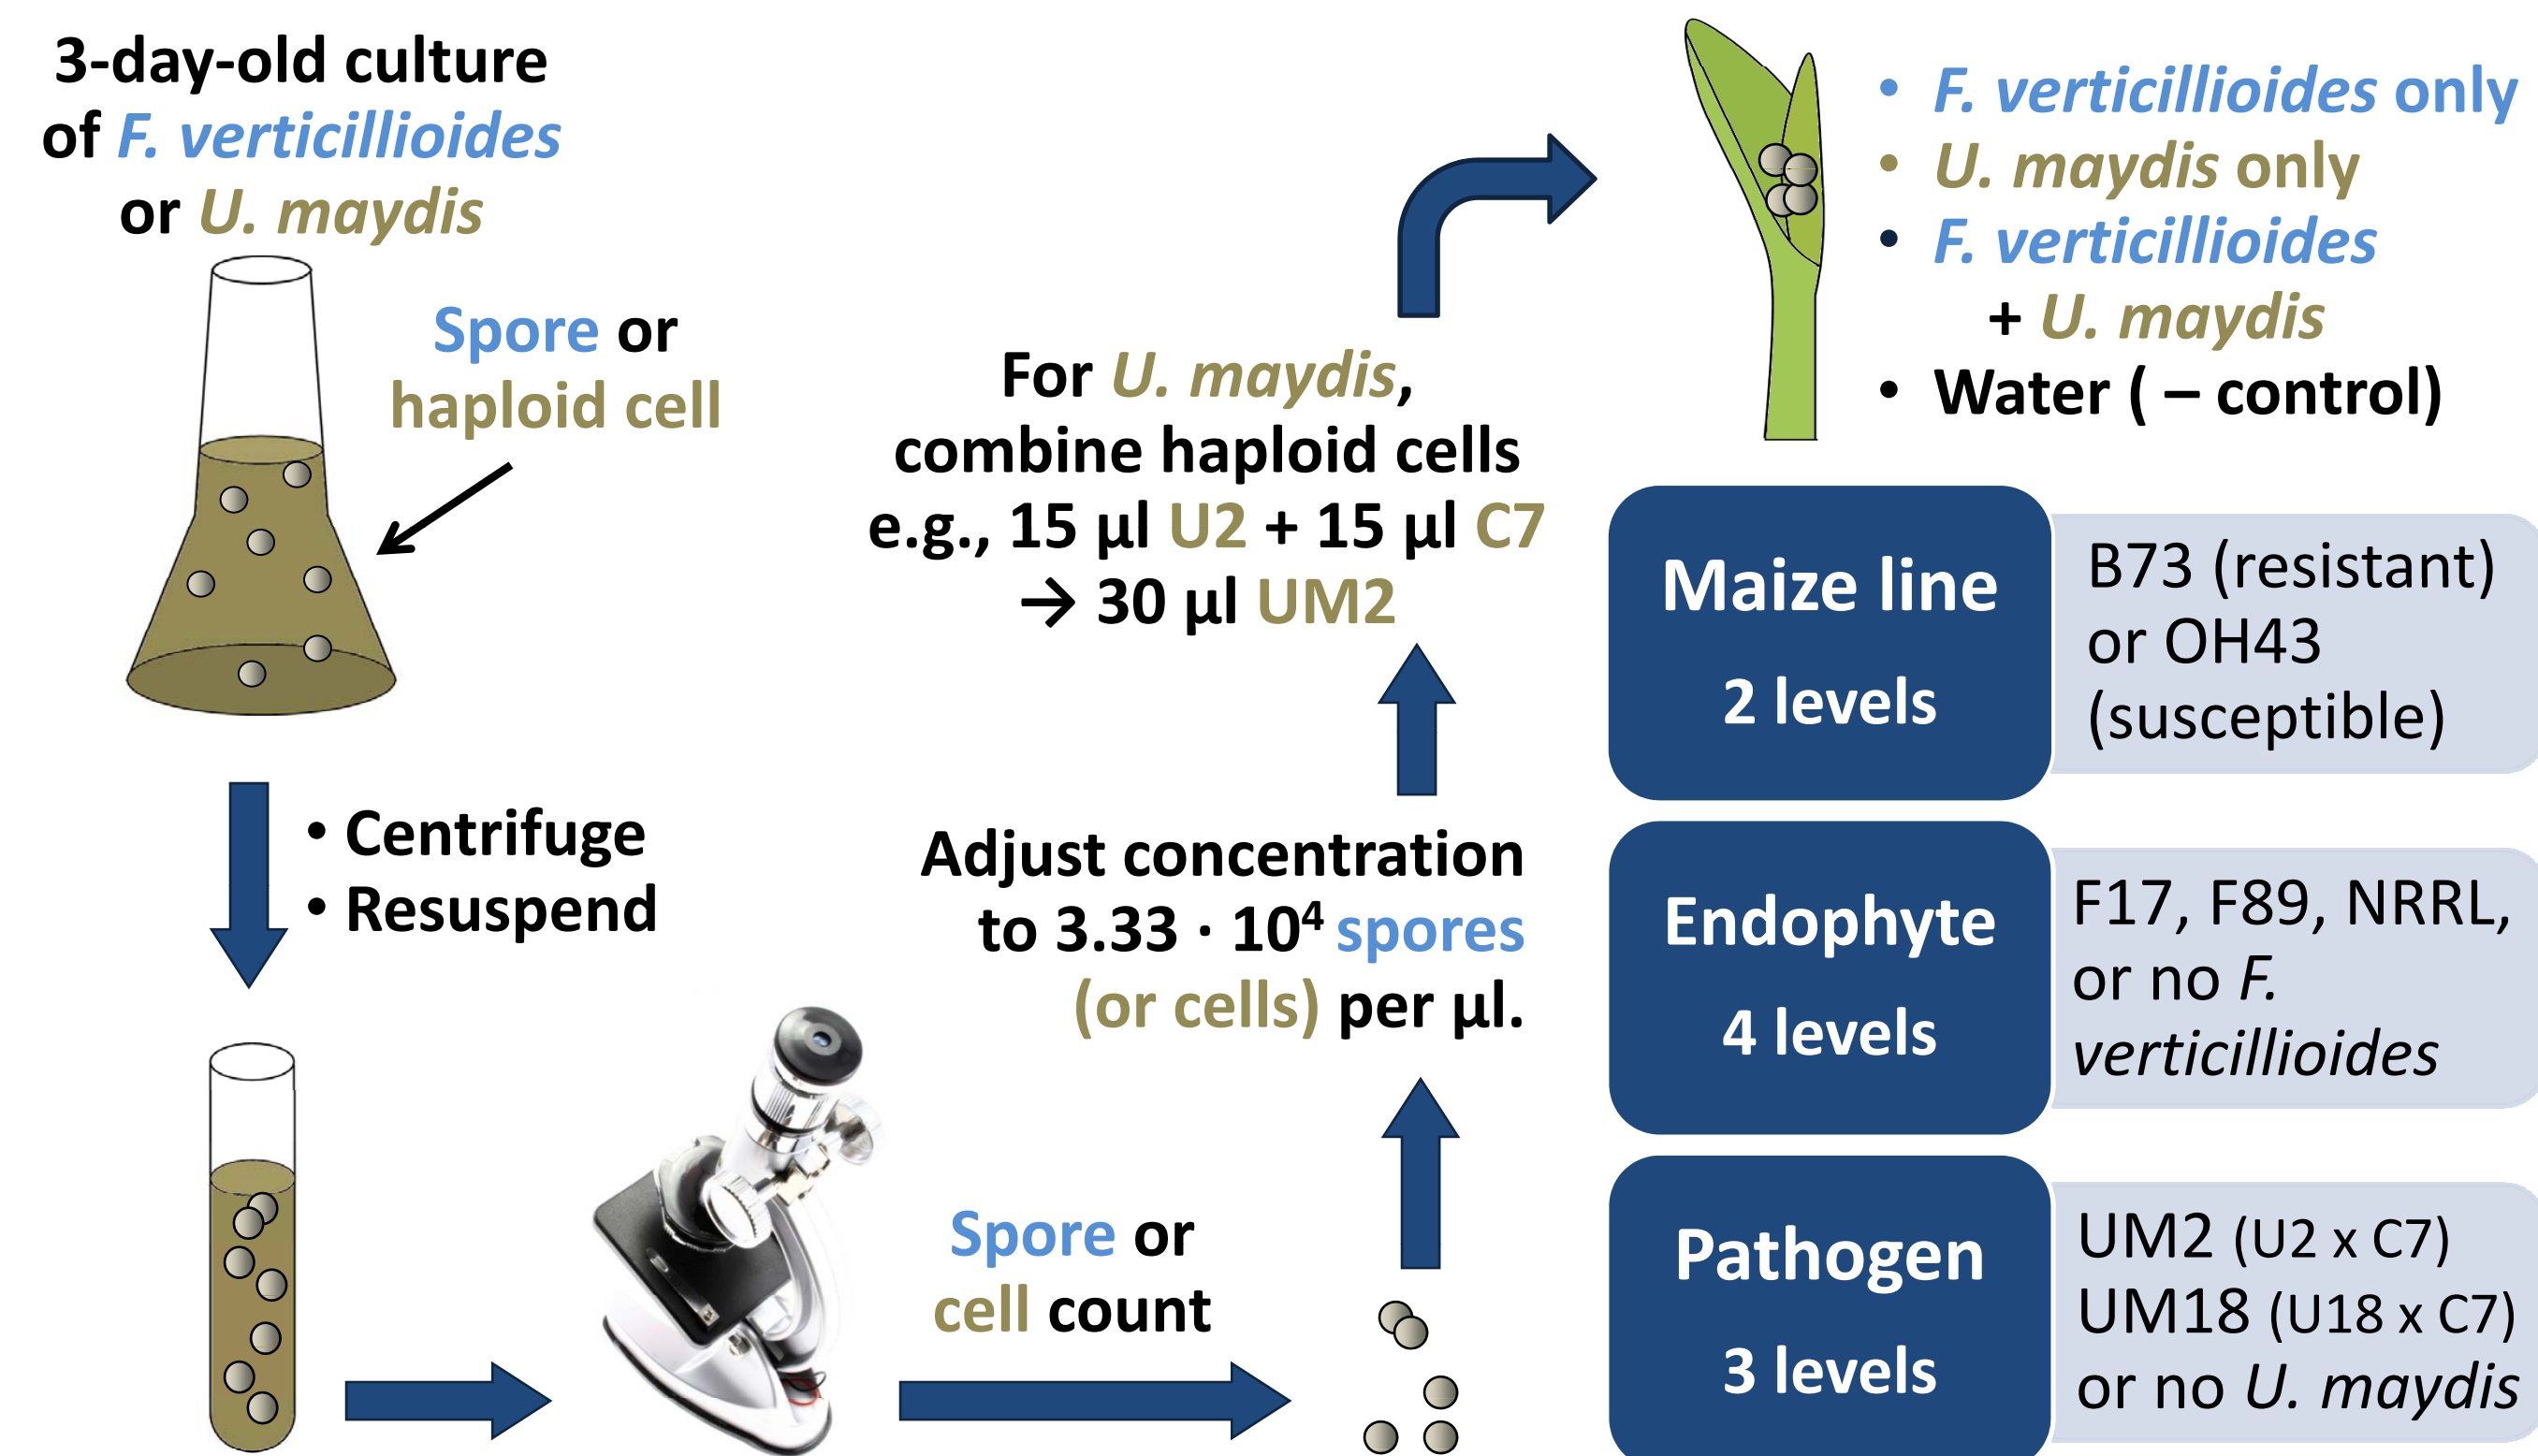 3-day-old culture
of F. verticillioides
or U. maydis
Spore or
haploid cell
• Centrifuge
• Resuspend
Spore or
cell count
Adjust concentration
to 3.33 · 10⁴ spores
(or cells) per µl.
For U. maydis,
combine haploid cells
e.g., 15 µl U2 + 15 µl C7
→ 30 µl UM2
• F. verticillioides only
• U. maydis only
• F. verticillioides
+ U. maydis
• Water ( – control)
Maize line
2 levels
B73 (resistant)
or OH43
(susceptible)
Endophyte
4 levels
F17, F89, NRRL,
or no F.
verticillioides
Pathogen
3 levels
UM2 (U2 x C7)
UM18 (U18 x C7)
or no U. maydis